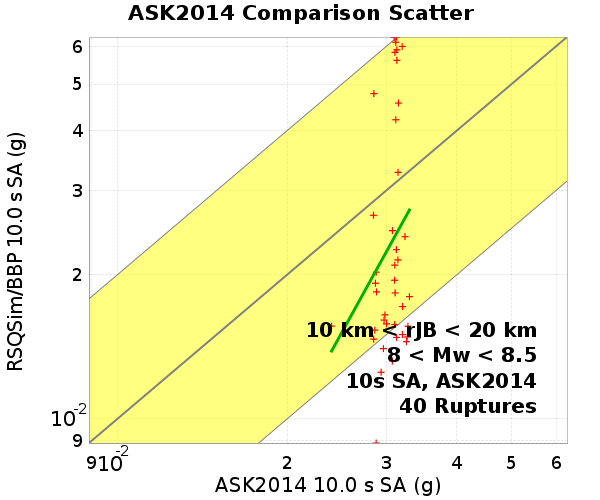 ASK2014 Comparison Scatter
RSQSim/BBP 10.0 s SA (g)
6
5
4
3
2
10-2
9
10 km < rJB < 20 km
8 < Mw < 8.5
10s SA, ASK2014
40 Ruptures
9 10-2 2 3 4 5 6
ASK2014 10.0 s SA (g)